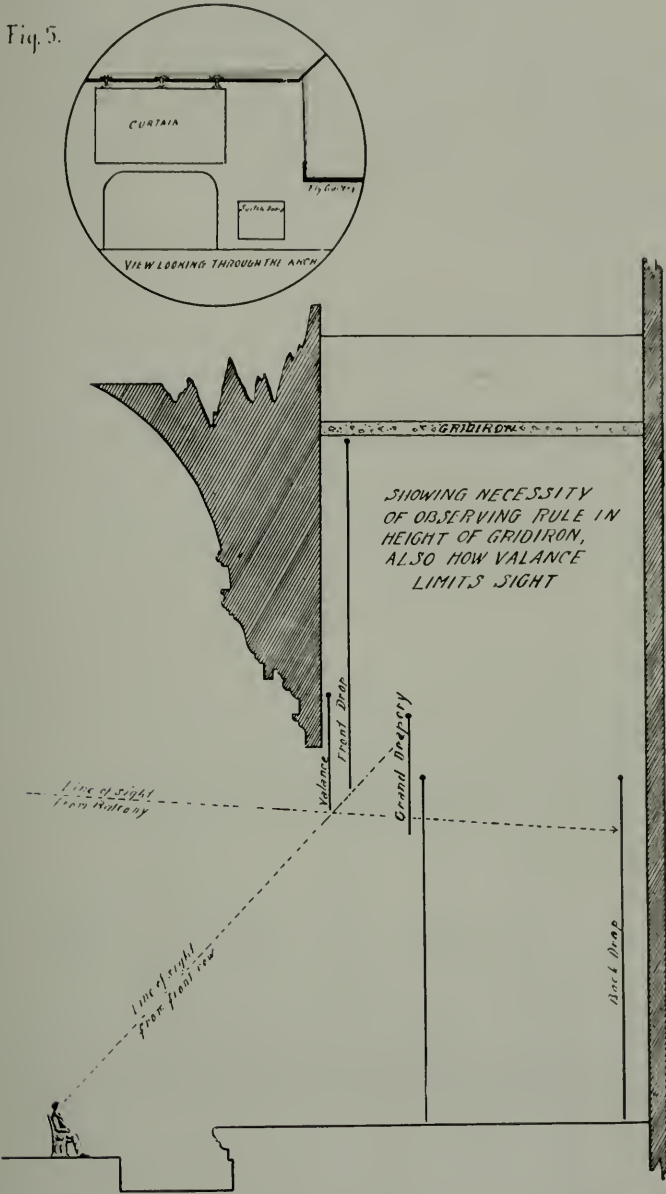 Fig. 5.
CURTAIN
Fly Gallery
Switch Board
VIEW LOOKING THROUGH THE ARCH
GRIDIRON
SHOWING NECESSITY
OF OBSERVING RULE IN
HEIGHT OF GRIDIRON,
ALSO HOW VALANCE
LIMITS SIGHT
Front Drop
Valance
Grand Drapery
Line of sight
from Balcony
Line of sight
from front row
Back Drop